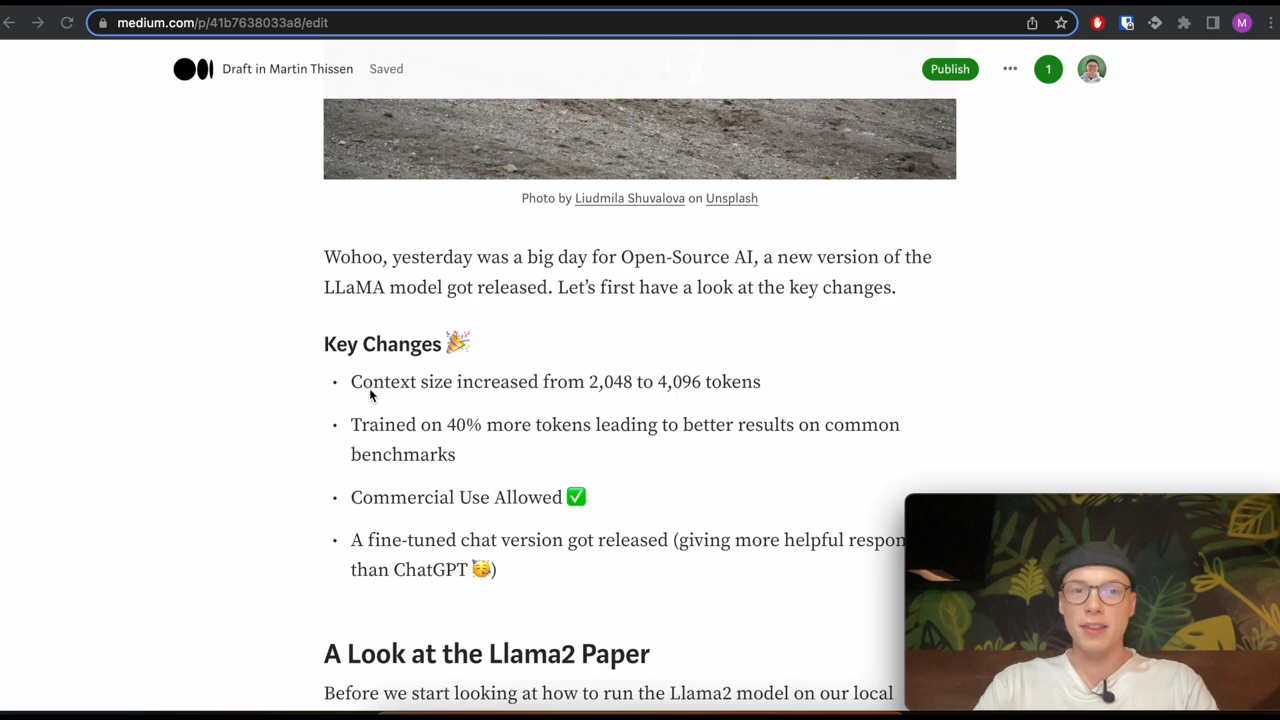 medium.com/p/41b7638033a8/edit
M
Draft in Martin Thissen Saved
Publish
1
Photo by Liudmila Shuvalova on Unsplash
Wohoo, yesterday was a big day for Open-Source AI, a new version of the
LLaMA model got released. Let’s first have a look at the key changes.
Key Changes 🎉
• Context size increased from 2,048 to 4,096 tokens
• Trained on 40% more tokens leading to better results on common
benchmarks
• Commercial Use Allowed ✅
• A fine-tuned chat version got released (giving more helpful respon
than ChatGPT 🥳)
A Look at the Llama2 Paper
Before we start looking at how to run the Llama2 model on our local